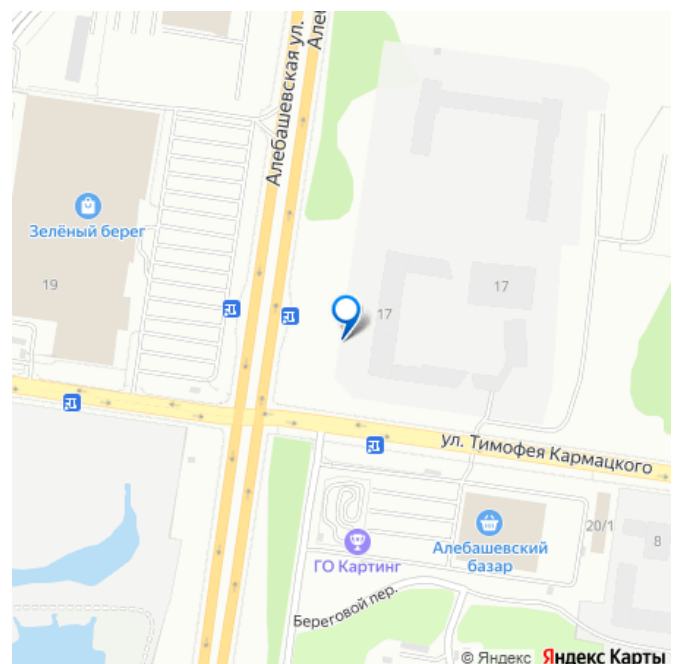 Алебашевская ул.
Але
Зелёный берег
19
17
17
ул. Тимофея Кармацкого
ГО Картинг
Алебашевский
базар
20/1
8
Береговой пер.
© Яндекс Яндекс Карты